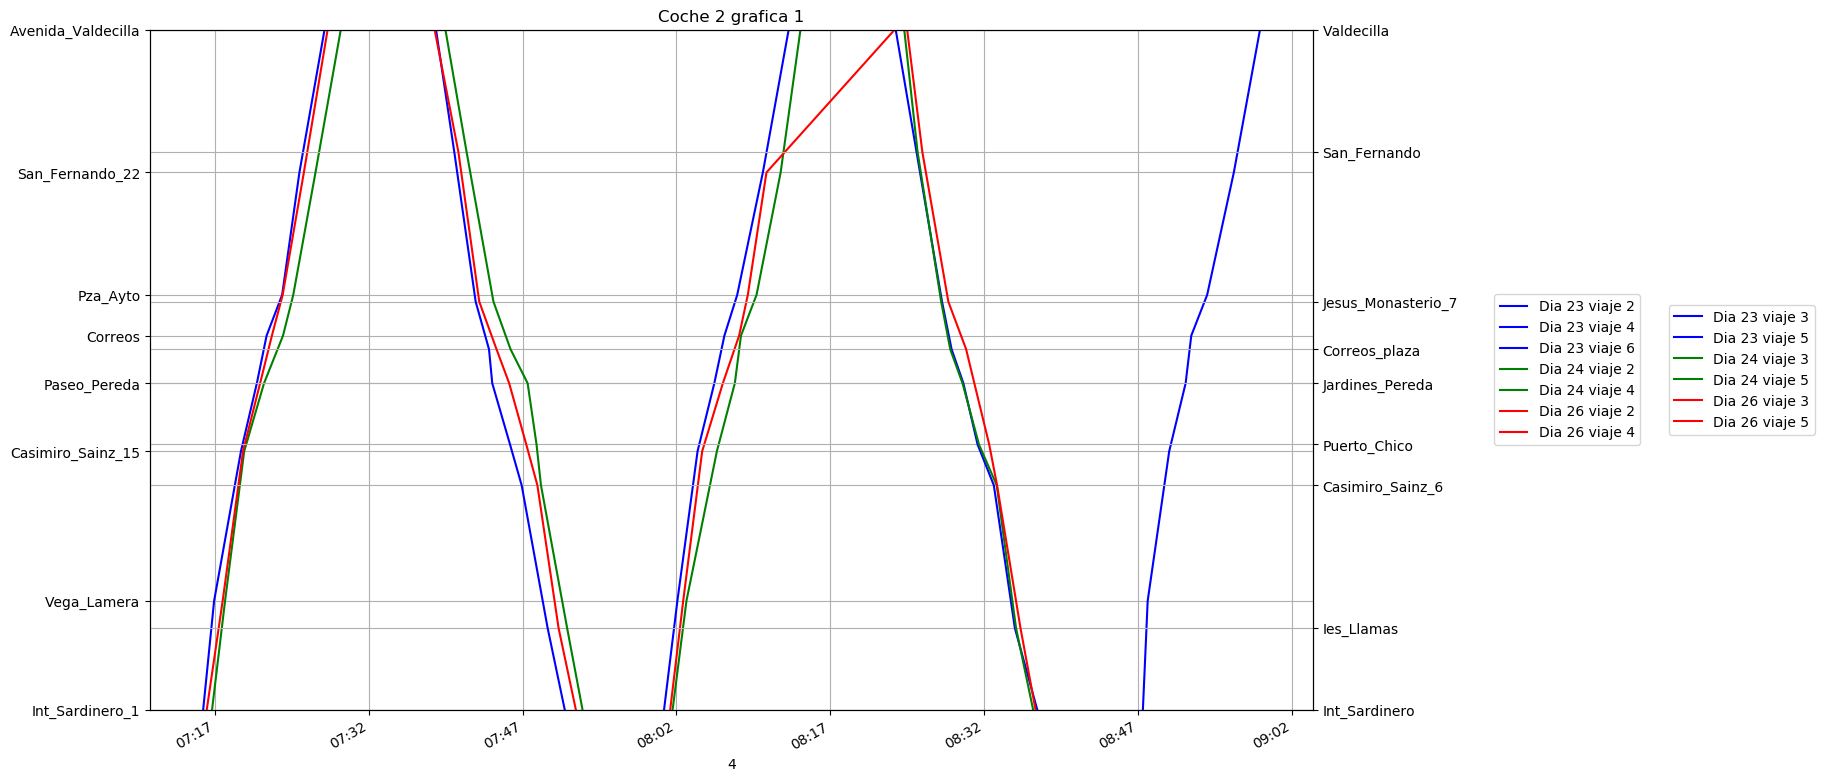 Coche 2 grafica 1
Avenida_Valdecilla
San_Fernando_22
Pza_Ayto
Correos
Paseo_Pereda
Casimiro_Sainz_15
Vega_Lamera
Int_Sardinero_1
Valdecilla
San_Fernando
Jesus_Monasterio_7
Correos_plaza
Jardines_Pereda
Puerto_Chico
Casimiro_Sainz_6
Ies_Llamas
Int_Sardinero
07:17
07:32
07:47
08:02
08:17
08:32
08:47
09:02
4
Dia 23 viaje 2
Dia 23 viaje 4
Dia 23 viaje 6
Dia 24 viaje 2
Dia 24 viaje 4
Dia 26 viaje 2
Dia 26 viaje 4
Dia 23 viaje 3
Dia 23 viaje 5
Dia 24 viaje 3
Dia 24 viaje 5
Dia 26 viaje 3
Dia 26 viaje 5